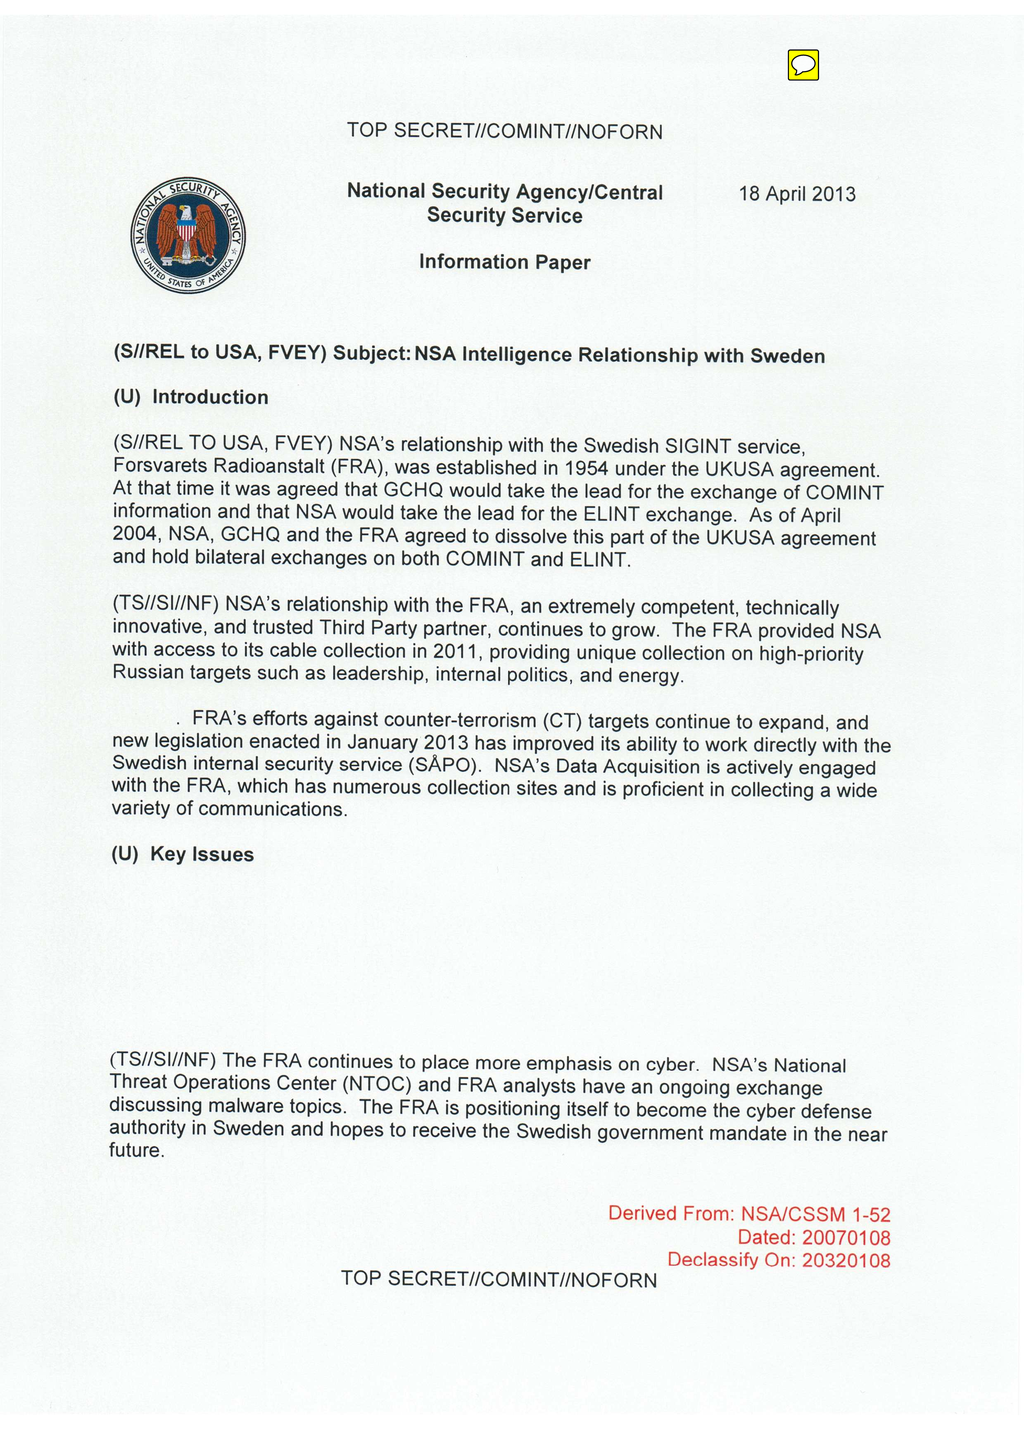 TOP SECRET//COMINT//NOFORN
NATIONAL SECURITY AGENCY
UNITED STATES OF AMERICA
National Security Agency/Central
Security Service
18 April 2013
Information Paper
(S//REL to USA, FVEY) Subject: NSA Intelligence Relationship with Sweden
(U) Introduction
(S//REL TO USA, FVEY) NSA's relationship with the Swedish SIGINT service,
Forsvarets Radioanstalt (FRA), was established in 1954 under the UKUSA agreement.
At that time it was agreed that GCHQ would take the lead for the exchange of COMINT
information and that NSA would take the lead for the ELINT exchange. As of April
2004, NSA, GCHQ and the FRA agreed to dissolve this part of the UKUSA agreement
and hold bilateral exchanges on both COMINT and ELINT.
(TS//SI//NF) NSA's relationship with the FRA, an extremely competent, technically
innovative, and trusted Third Party partner, continues to grow. The FRA provided NSA
with access to its cable collection in 2011, providing unique collection on high-priority
Russian targets such as leadership, internal politics, and energy.
. FRA's efforts against counter-terrorism (CT) targets continue to expand, and
new legislation enacted in January 2013 has improved its ability to work directly with the
Swedish internal security service (SÄPO). NSA's Data Acquisition is actively engaged
with the FRA, which has numerous collection sites and is proficient in collecting a wide
variety of communications.
(U) Key Issues
(TS//SI//NF) The FRA continues to place more emphasis on cyber. NSA's National
Threat Operations Center (NTOC) and FRA analysts have an ongoing exchange
discussing malware topics. The FRA is positioning itself to become the cyber defense
authority in Sweden and hopes to receive the Swedish government mandate in the near
future.
Derived From: NSA/CSSM 1-52
Dated: 20070108
Declassify On: 20320108
TOP SECRET//COMINT//NOFORN